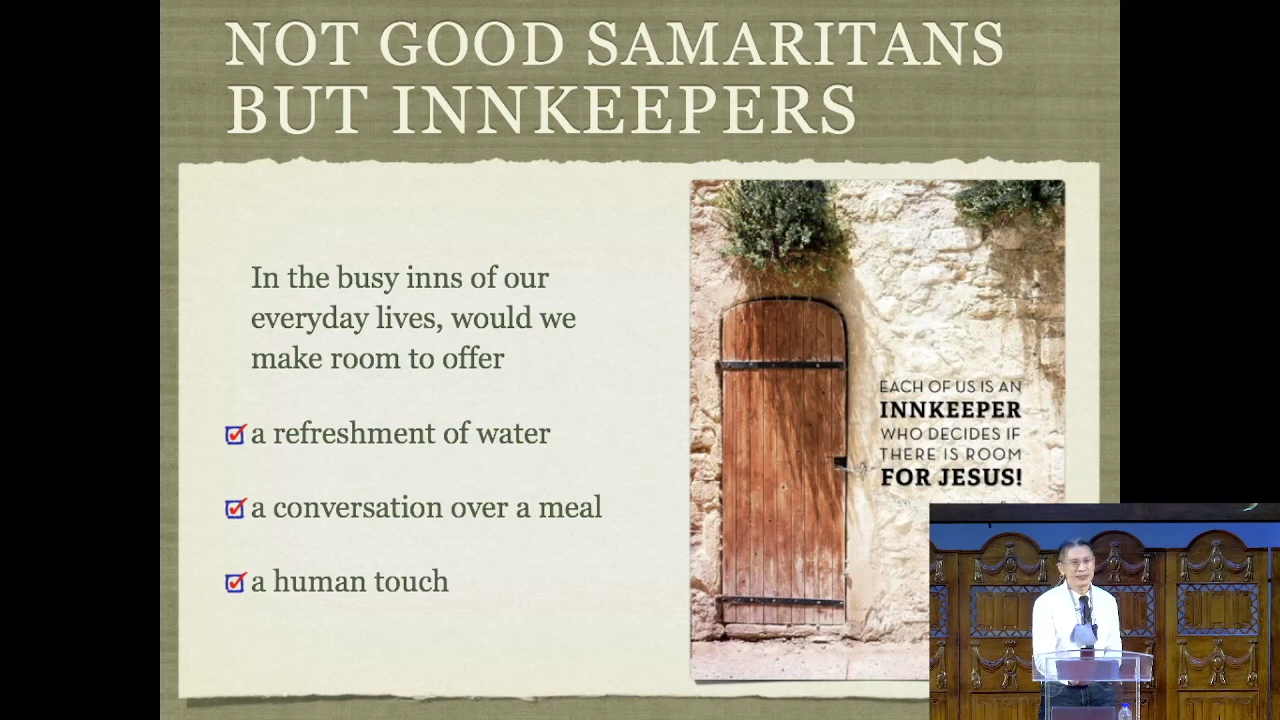 NOT GOOD SAMARITANS
BUT INNKEEPERS
In the busy inns of our
everyday lives, would we
make room to offer
a refreshment of water
a conversation over a meal
a human touch
EACH OF US IS AN
INNKEEPER
WHO DECIDES IF
THERE IS ROOM
FOR JESUS!